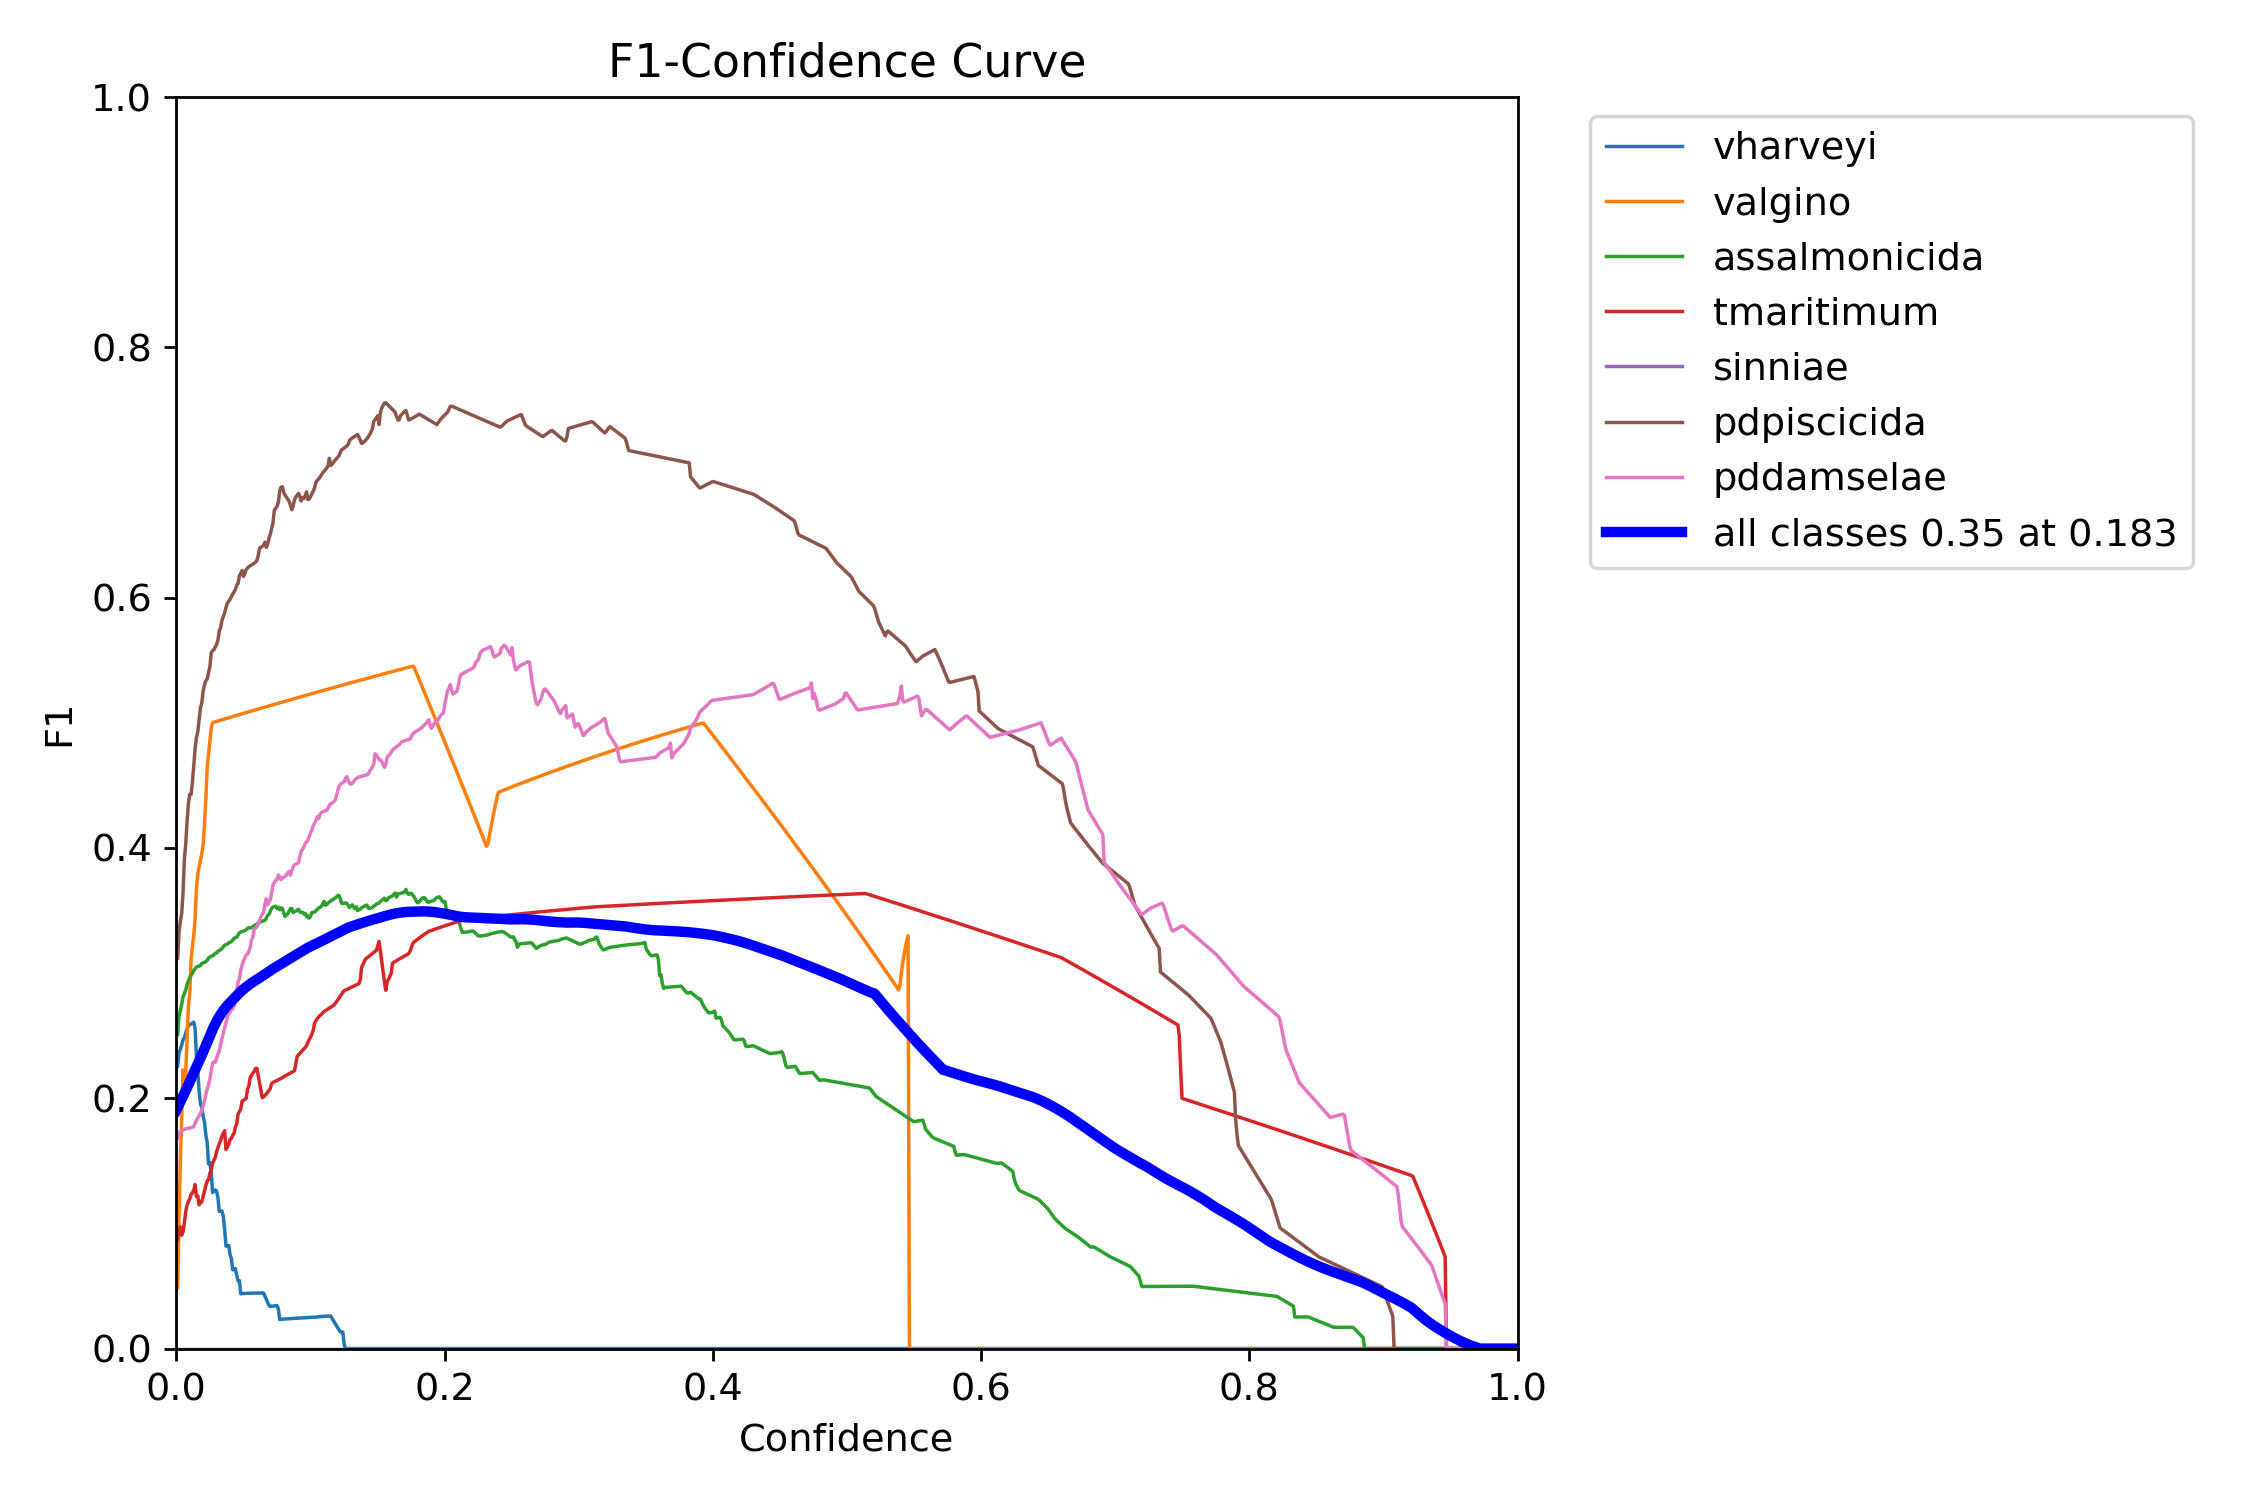 F1-Confidence Curve
1.0
0.8
0.6
0.4
0.2
0.0
F1
0.0 0.2 0.4 0.6 0.8 1.0
Confidence
vharveyi
valgino
assalmonicida
tmaritimum
sinniae
pdpiscicida
pddamselae
all classes 0.35 at 0.183